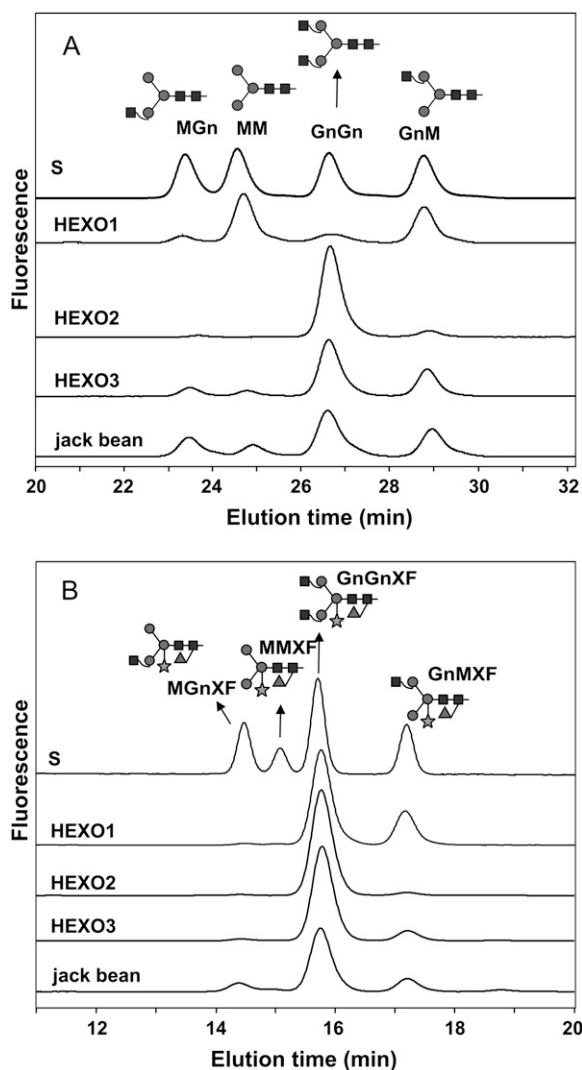 A
MGn MM GnGn GnM
S
HEXO1
HEXO2
HEXO3
jack bean
Fluorescence
20 22 24 26 28 30 32
Elution time (min)
B
GnGnXF
MMXF
GnMXF
MGnXF
S
HEXO1
HEXO2
HEXO3
jack bean
Fluorescence
12 14 16 18 20
Elution time (min)